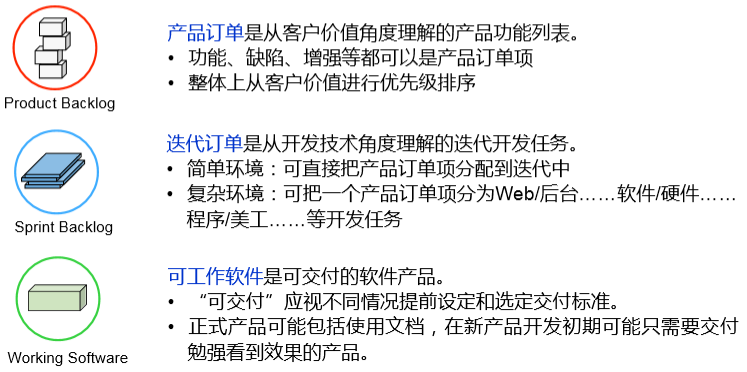 产品订单是从客户价值角度理解的产品功能列表。
• 功能、缺陷、增强等都可以是产品订单项
• 整体上从客户价值进行优先级排序
Product Backlog
迭代订单是从开发技术角度理解的迭代开发任务。
• 简单环境：可直接把产品订单项分配到迭代中
• 复杂环境：可把一个产品订单项分为Web/后台……软件/硬件……
程序/美工……等开发任务
Sprint Backlog
可工作软件是可交付的软件产品。
• “可交付”应视不同情况提前设定和选定交付标准。
• 正式产品可能包括使用文档，在新产品开发初期可能只需要交付
勉强看到效果的产品。
Working Software